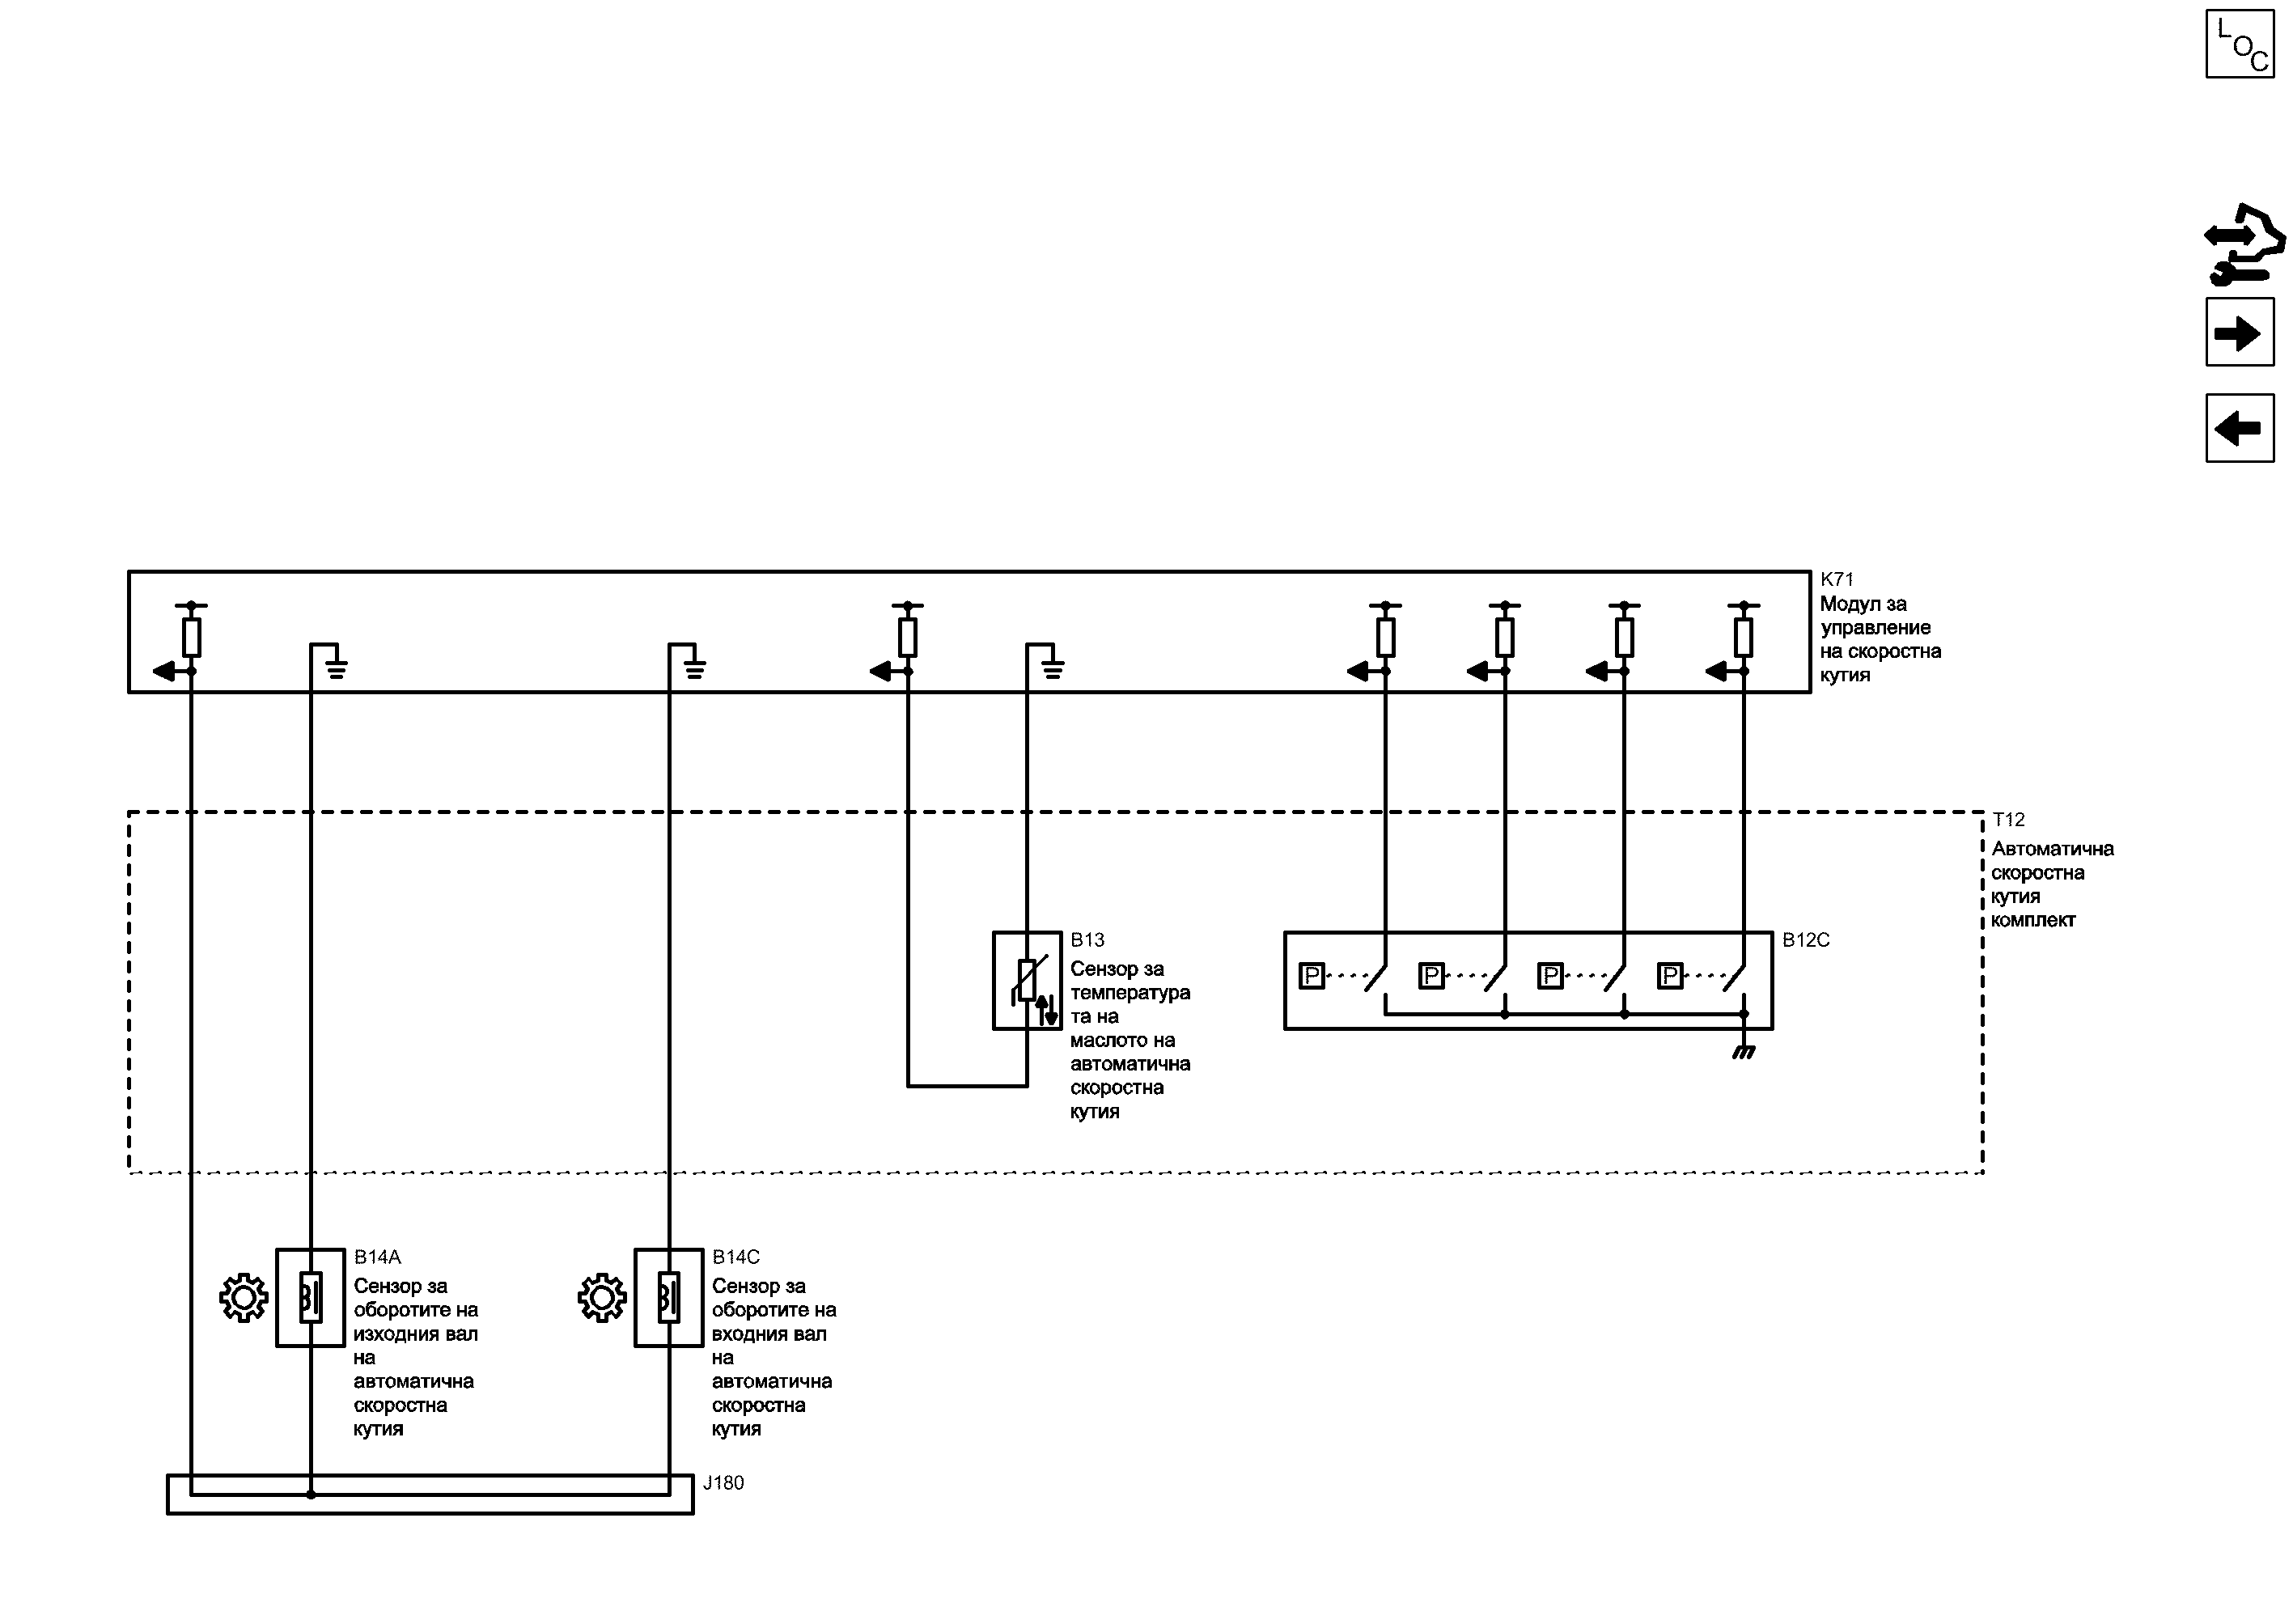 LOC
K71
Модул за
управление
на скоростна
кутия
T12
Автоматична
скоростна
кутия
комплект
B13
Сензор за
температура
та на
маслото на
автоматична
скоростна
кутия
B12C
P
P
P
P
B14A
Сензор за
оборотите на
изходния вал
на
автоматична
скоростна
кутия
B14C
Сензор за
оборотите на
входния вал
на
автоматична
скоростна
кутия
J180